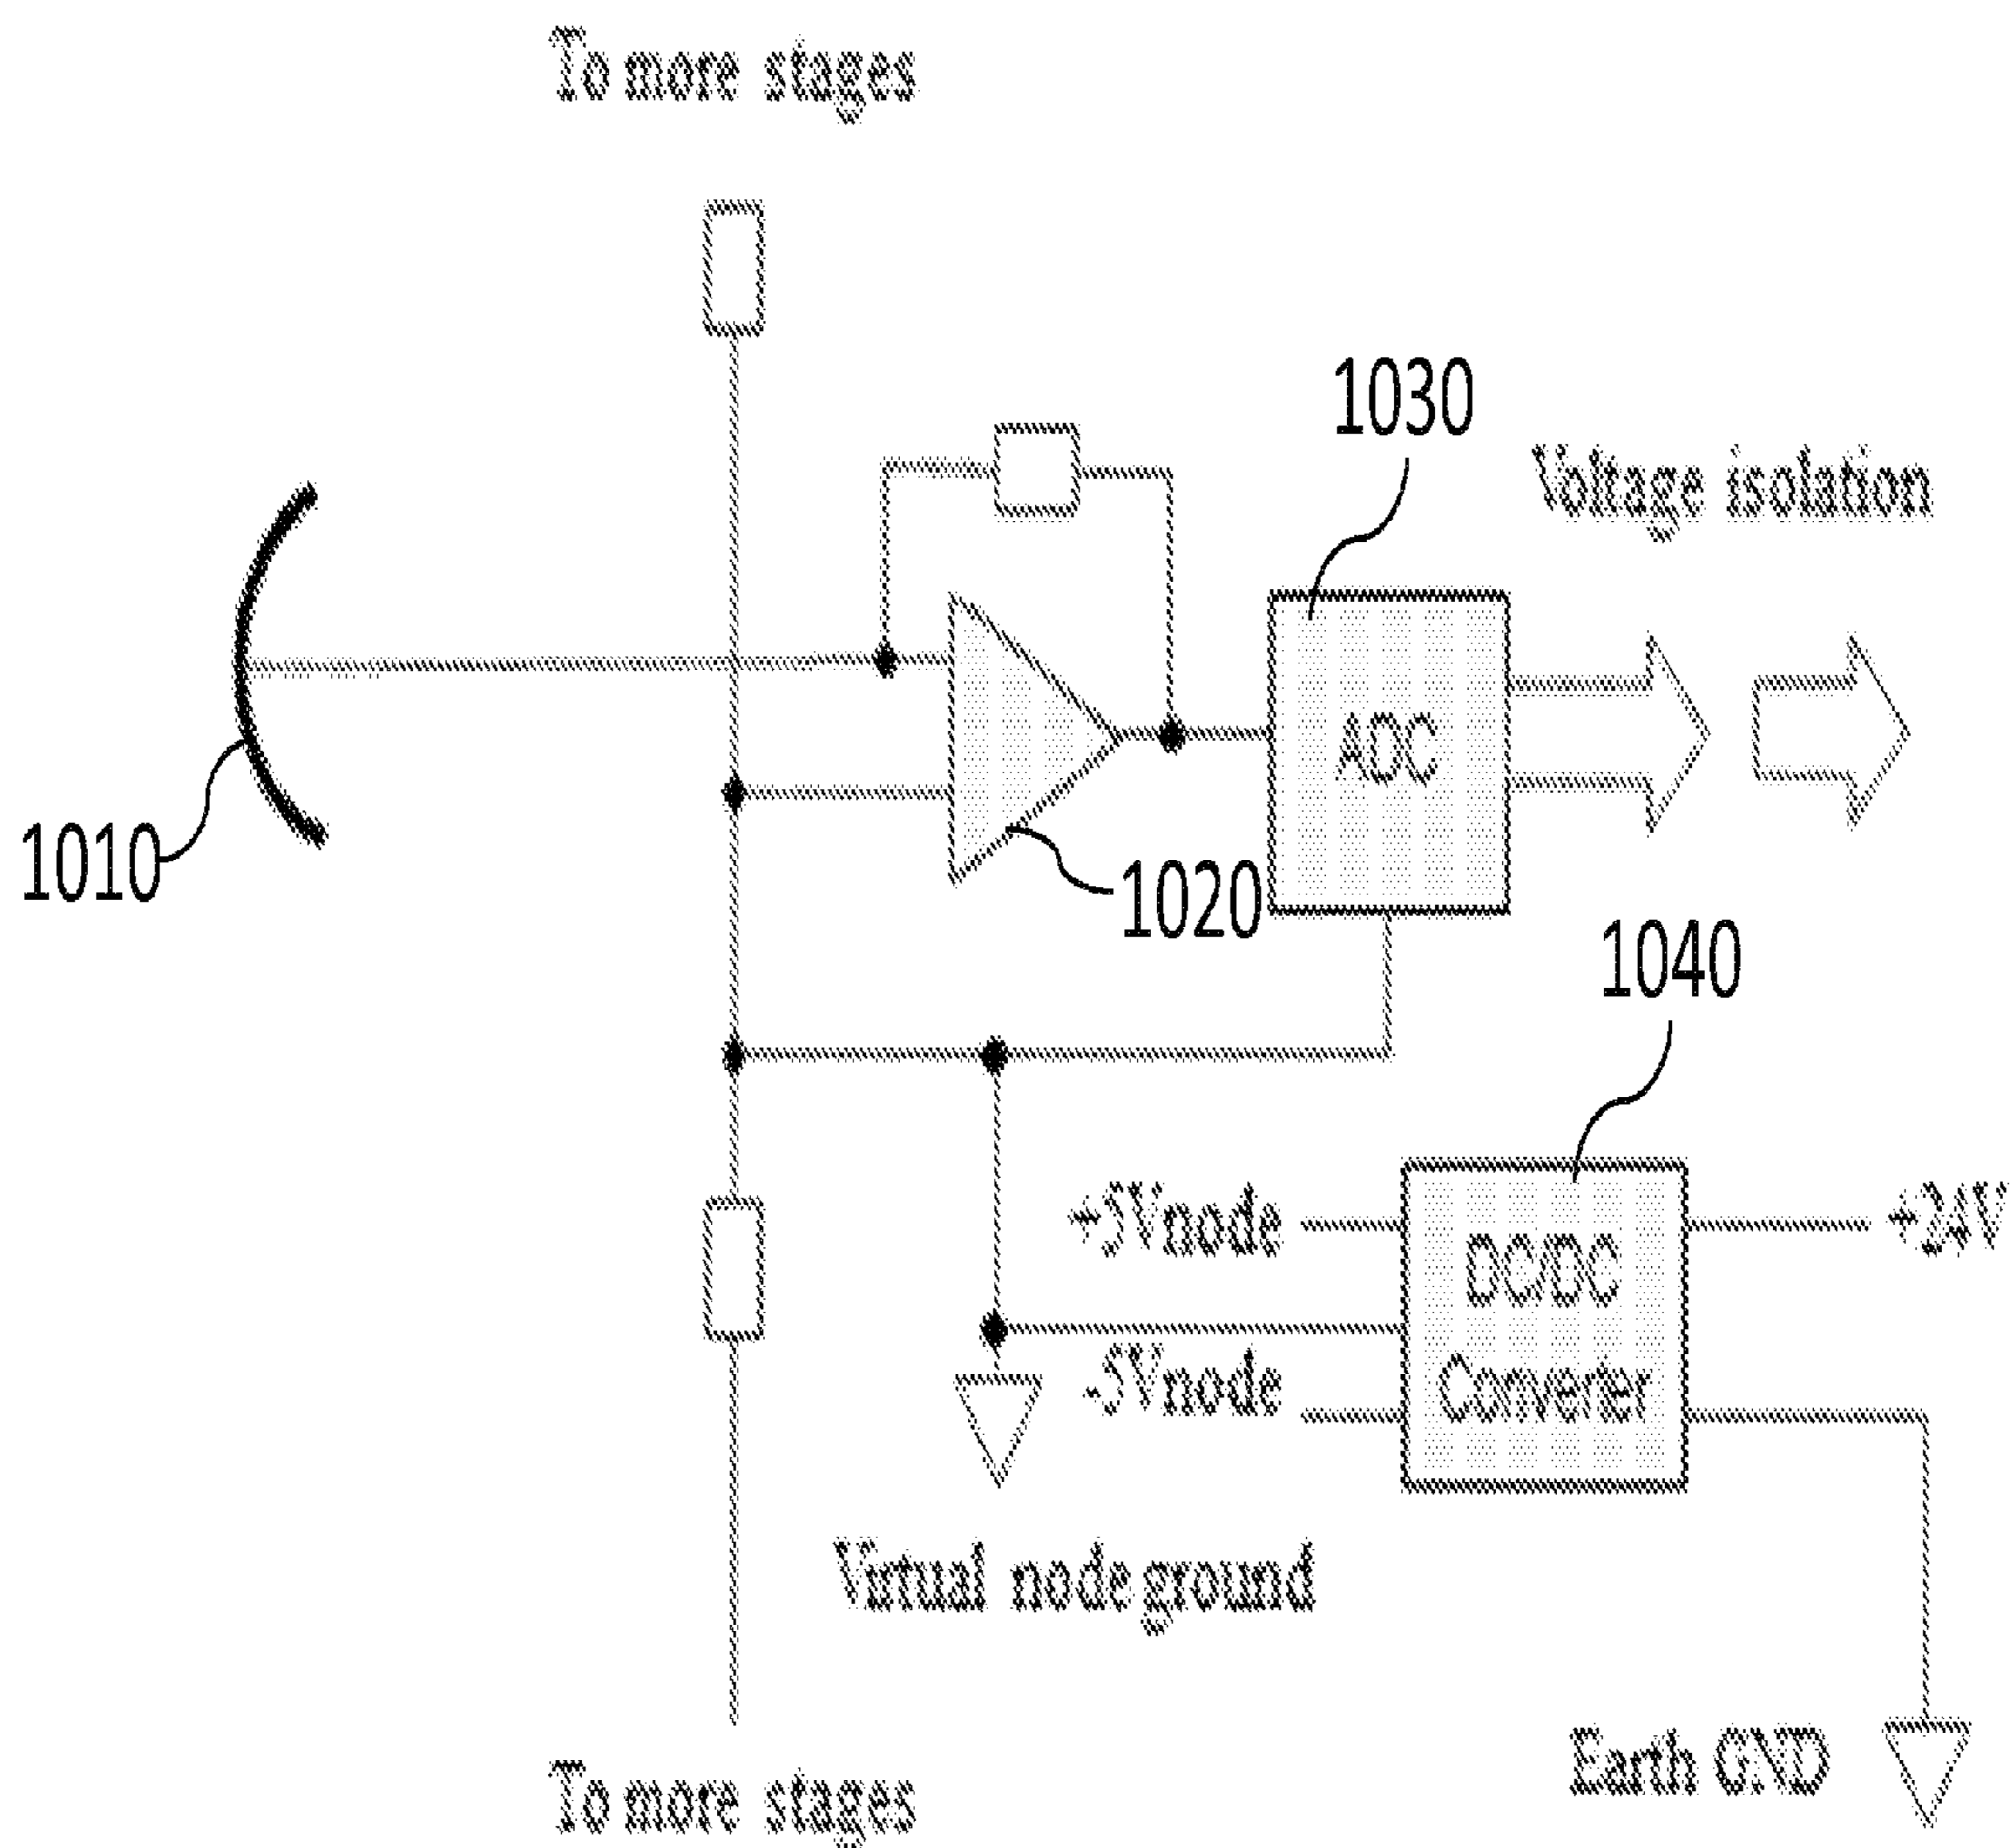 To more stages
1030
Voltage isolation
ADC
1010
1020
1040
+5Vnode
+24V
DC/DC
Converter
-5Vnode
Virtual node ground
Earth GND
To more stages